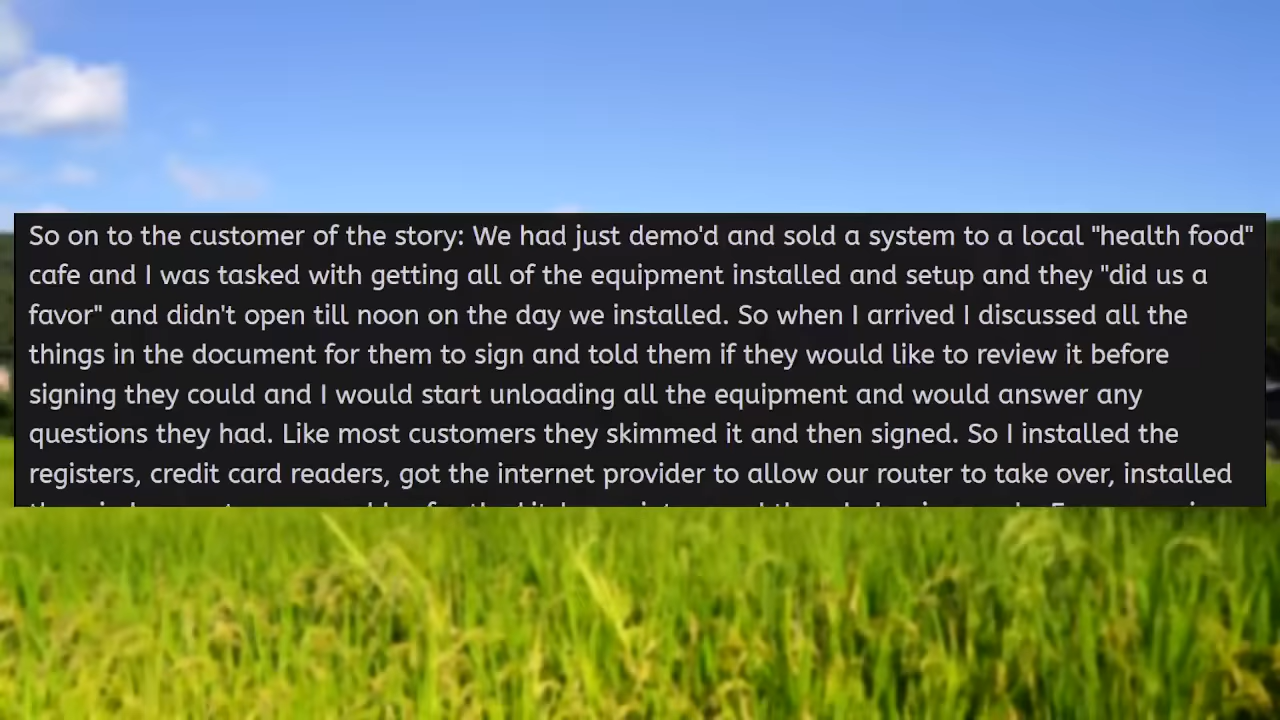 So on to the customer of the story: We had just demo'd and sold a system to a local "health food"
cafe and I was tasked with getting all of the equipment installed and setup and they "did us a
favor" and didn't open till noon on the day we installed. So when I arrived I discussed all the
things in the document for them to sign and told them if they would like to review it before
signing they could and I would start unloading all the equipment and would answer any
questions they had. Like most customers they skimmed it and then signed. So I installed the
registers, credit card readers, got the internet provider to allow our router to take over, installed